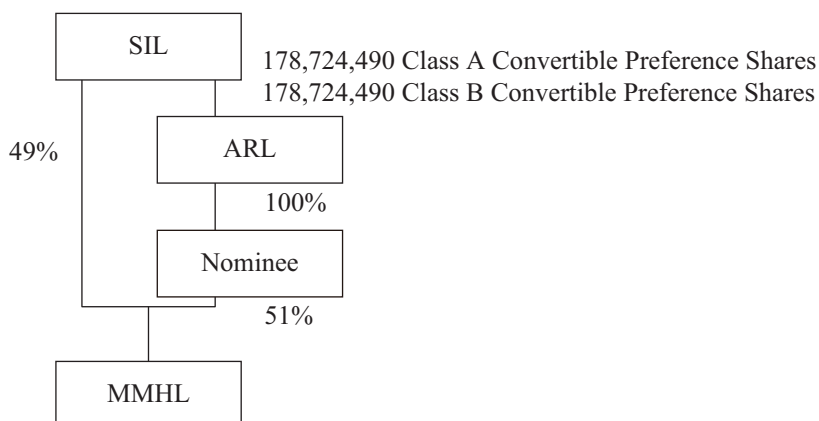 SIL
178,724,490 Class A Convertible Preference Shares
178,724,490 Class B Convertible Preference Shares
49%
ARL
100%
Nominee
51%
MMHL